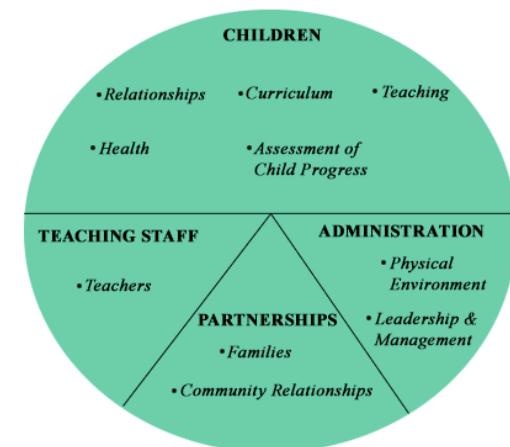 CHILDREN
• Relationships
• Curriculum
• Teaching
• Health
• Assessment of
Child Progress
TEACHING STAFF
• Teachers
PARTNERSHIPS
• Families
• Community Relationships
ADMINISTRATION
• Physical
Environment
• Leadership &
Management